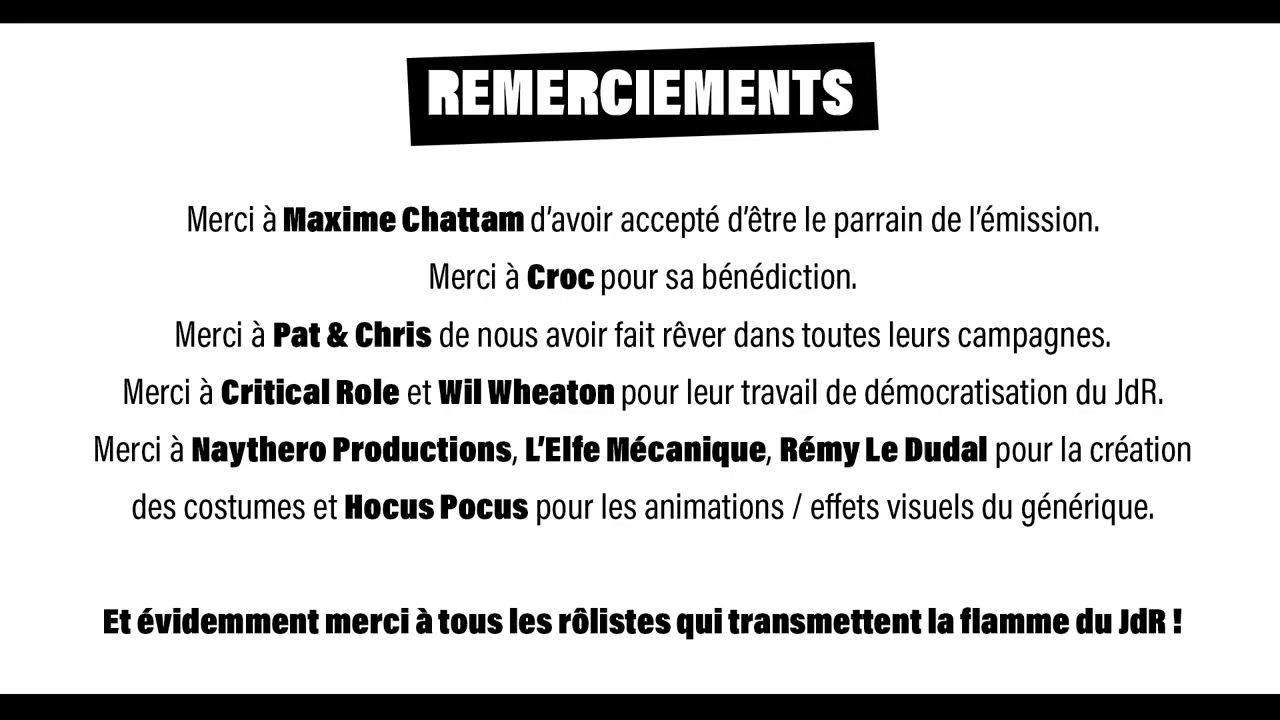 REMERCIEMENTS
Merci à Maxime Chattam d’avoir accepté d’être le parrain de l’émission.
Merci à Croc pour sa bénédiction.
Merci à Pat & Chris de nous avoir fait rêver dans toutes leurs campagnes.
Merci à Critical Role et Wil Wheaton pour leur travail de démocratisation du JdR.
Merci à Naythero Productions, L’Elfe Mécanique, Rémy Le Dudal pour la création
des costumes et Hocus Pocus pour les animations / effets visuels du générique.
Et évidemment merci à tous les rôlistes qui transmettent la flamme du JdR !